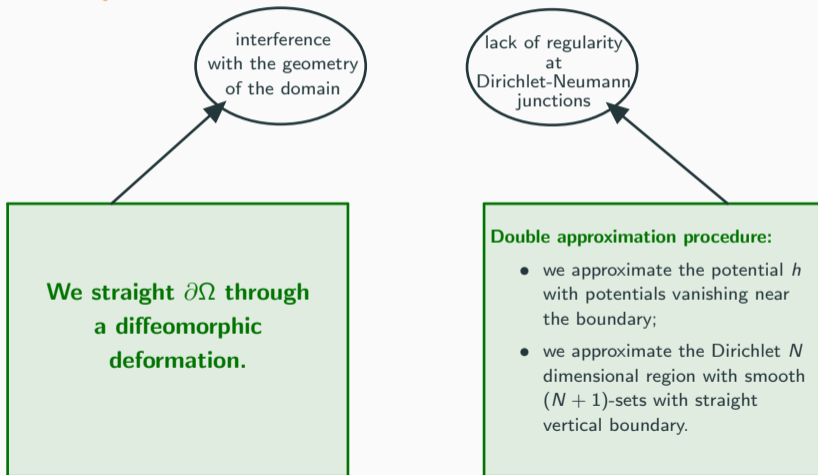 interference
with the geometry
of the domain
lack of regularity
at
Dirichlet-Neumann
junctions
We straight ∂Ω through
a diffeomorphic
deformation.
Double approximation procedure:
• we approximate the potential h
with potentials vanishing near
the boundary;
• we approximate the Dirichlet N
dimensional region with smooth
(N + 1)-sets with straight
vertical boundary.